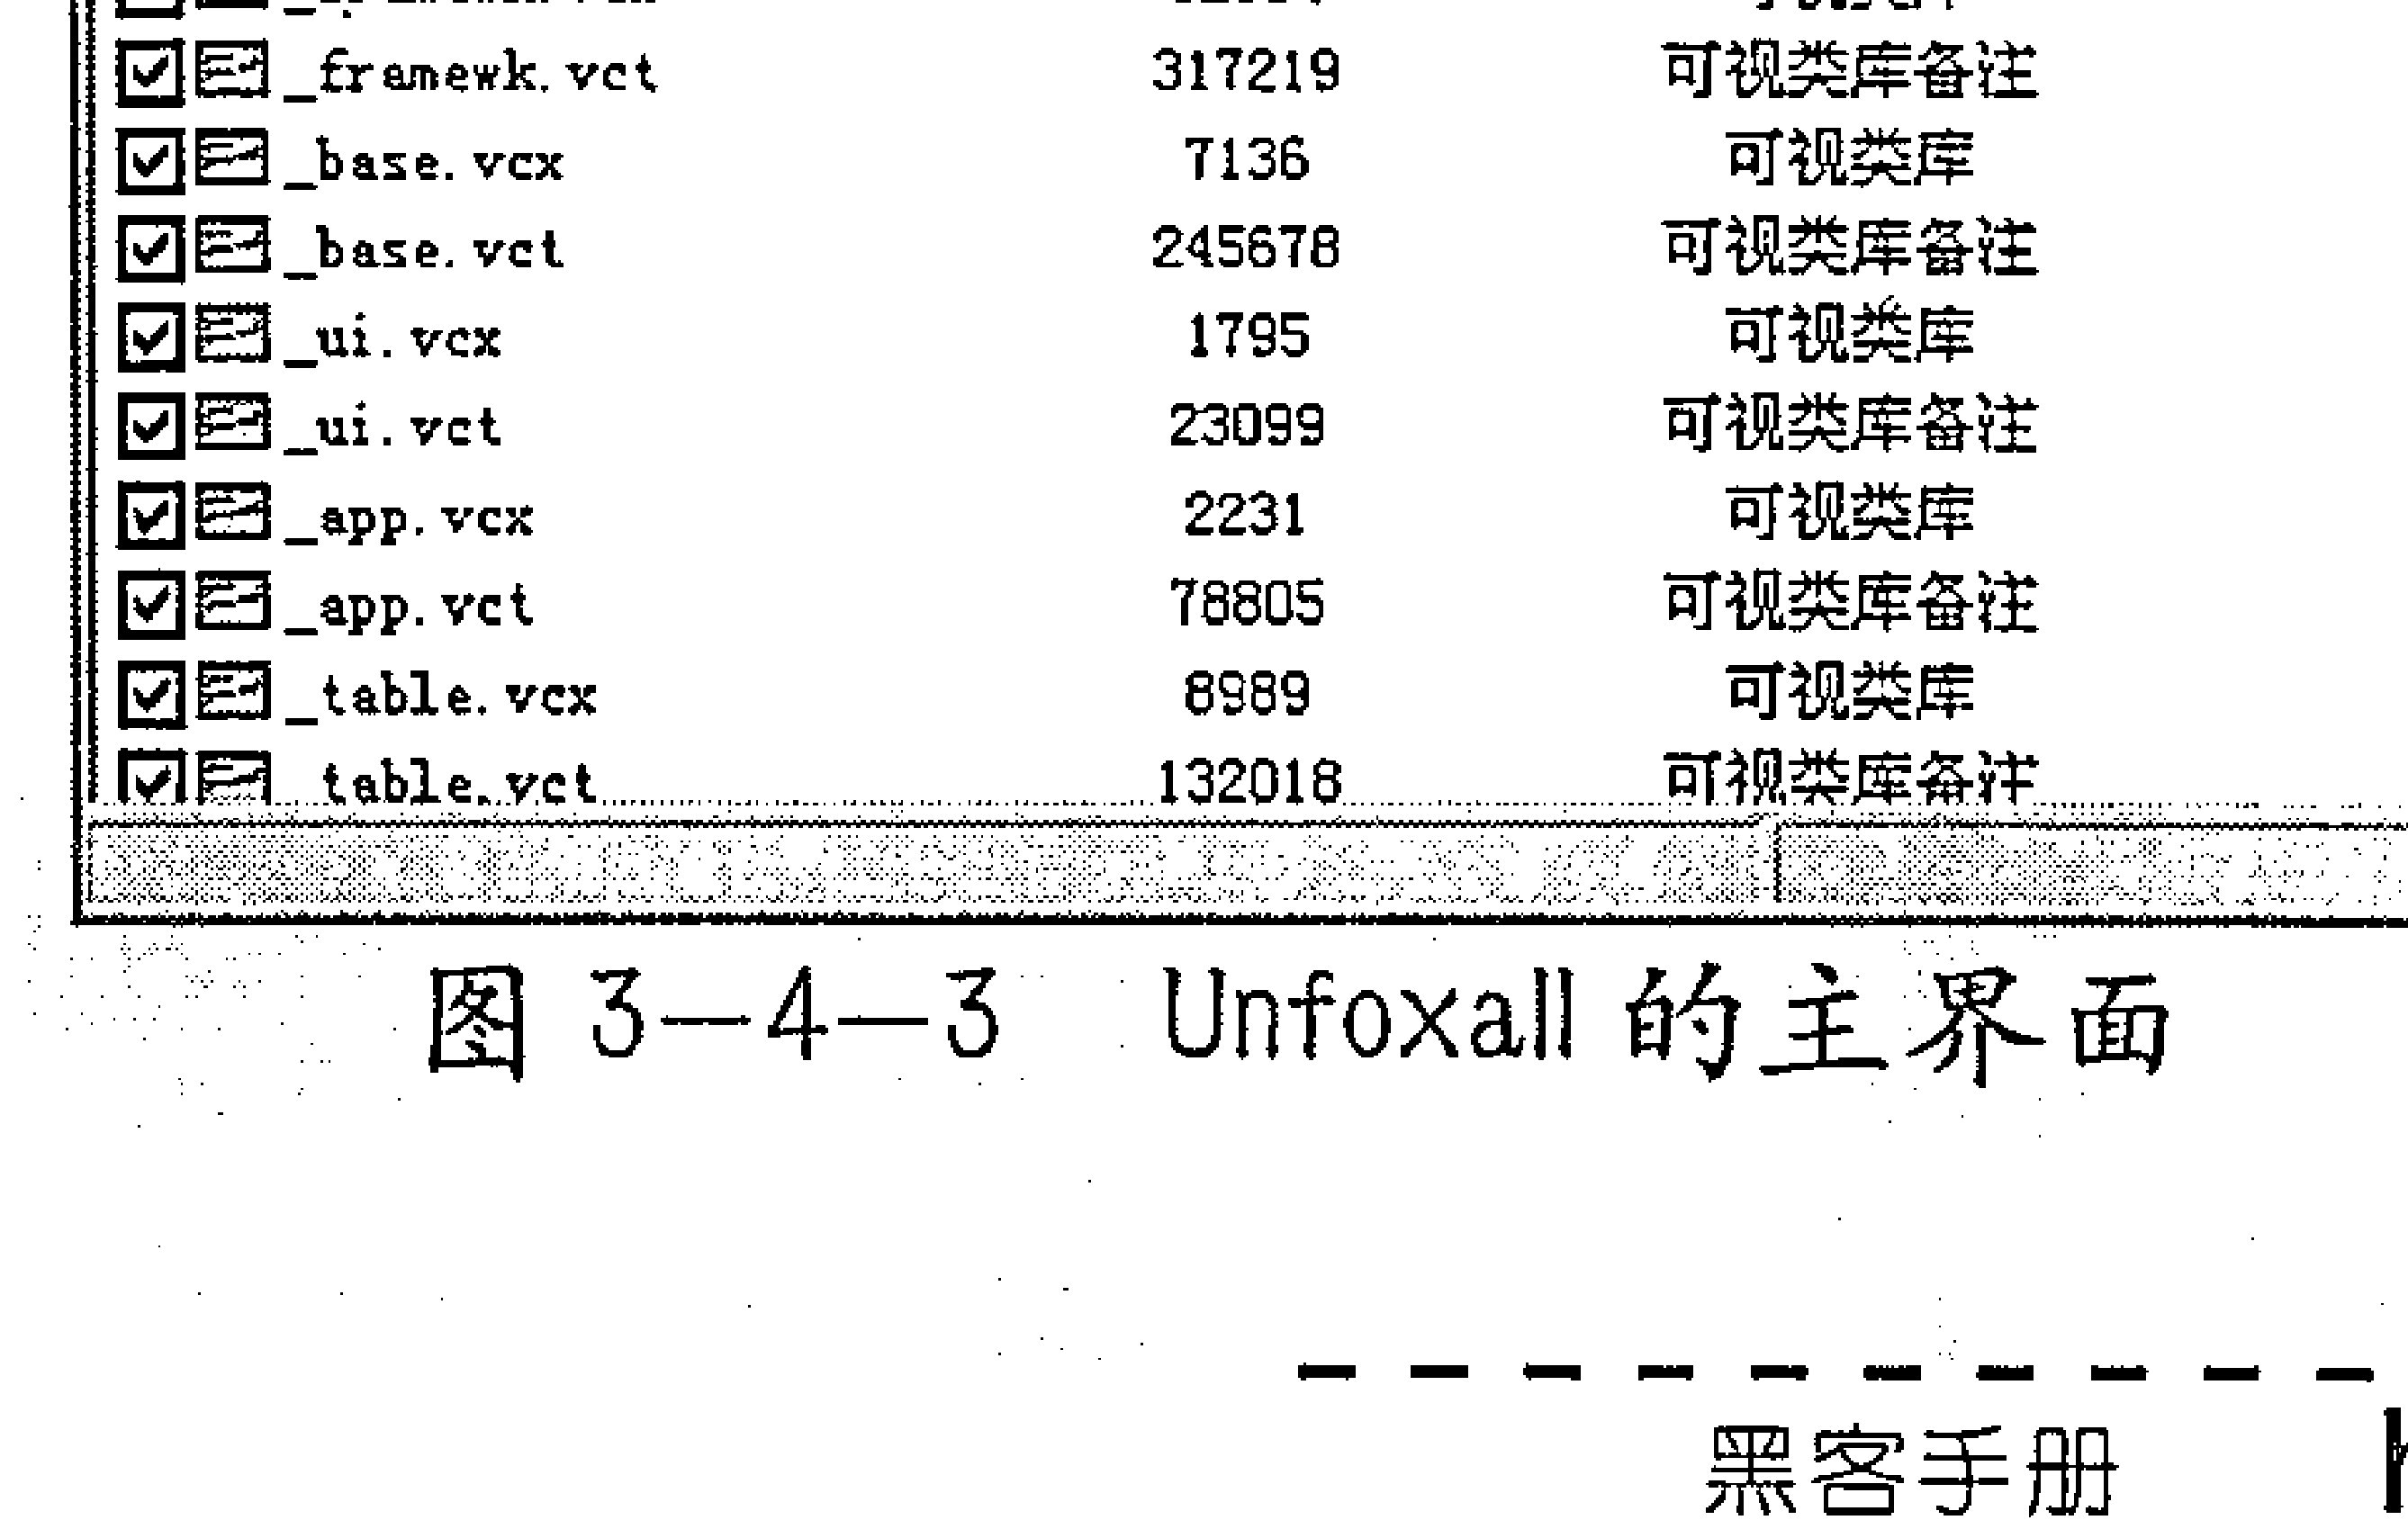 _framewk.vct 317219 可视类库备注
_base.vcx 7136 可视类库
_base.vct 245678 可视类库备注
_ui.vcx 1795 可视类库
_ui.vct 23099 可视类库备注
_app.vcx 2231 可视类库
_app.vct 78805 可视类库备注
_table.vcx 8989 可视类库
_table.vct 132018 可视类库备注
图 3—4—3 Unfoxall 的主界面
黑客手册